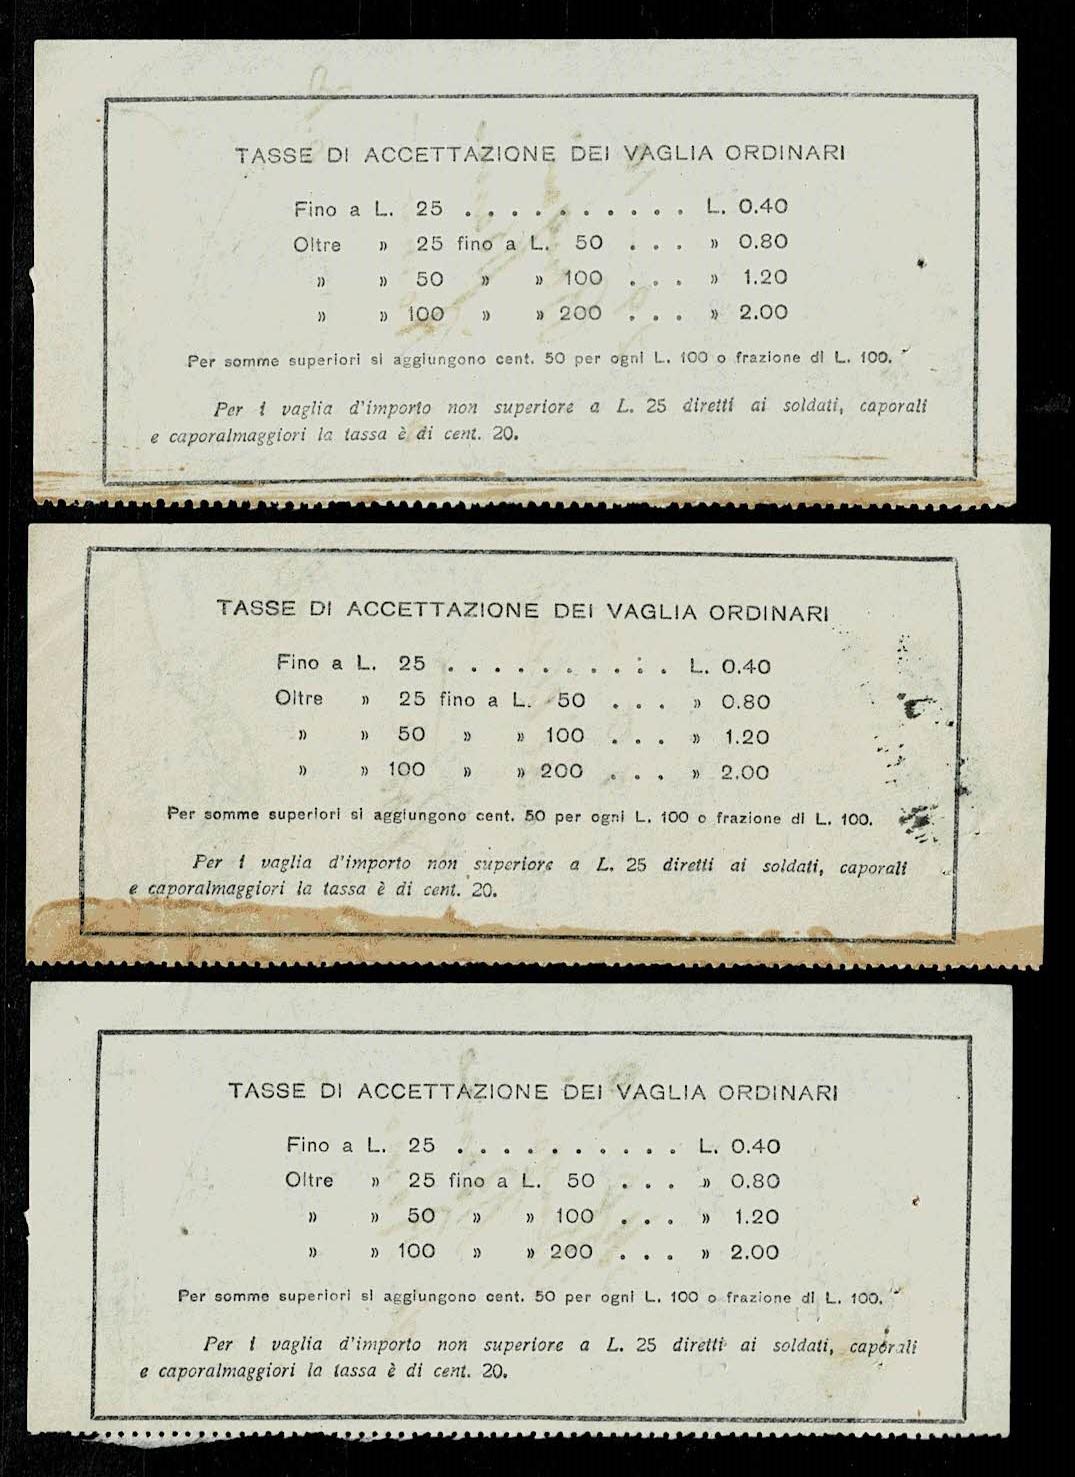 TASSE DI ACCETTAZIONE DEI VAGLIA ORDINARI
Fino a L. 25 . . . . . . . . . . L. 0.40
Oltre » 25 fino a L. 50 . . . » 0.80
» » 50 » » 100 . . . » 1.20
» » 100 » » 200 . . . » 2.00
Per somme superiori si aggiungono cent. 50 per ogni L. 100 o frazione di L. 100.
Per i vaglia d'importo non superiore a L. 25 diretti ai soldati, caporali
e caporalmaggiori la tassa è di cent. 20.
TASSE DI ACCETTAZIONE DEI VAGLIA ORDINARI
Fino a L. 25 . . . . . . . . . . L. 0.40
Oltre » 25 fino a L. 50 . . . » 0.80
» » 50 » » 100 . . . » 1.20
» » 100 » » 200 . . . » 2.00
Per somme superiori si aggiungono cent. 50 per ogni L. 100 o frazione di L. 100.
Per i vaglia d'importo non superiore a L. 25 diretti ai soldati, caporali
e caporalmaggiori la tassa è di cent. 20.
TASSE DI ACCETTAZIONE DEI VAGLIA ORDINARI
Fino a L. 25 . . . . . . . . . . L. 0.40
Oltre » 25 fino a L. 50 . . . » 0.80
» » 50 » » 100 . . . » 1.20
» » 100 » » 200 . . . » 2.00
Per somme superiori si aggiungono cent. 50 per ogni L. 100 o frazione di L. 100.
Per i vaglia d'importo non superiore a L. 25 diretti ai soldati, caporali
e caporalmaggiori la tassa è di cent. 20.